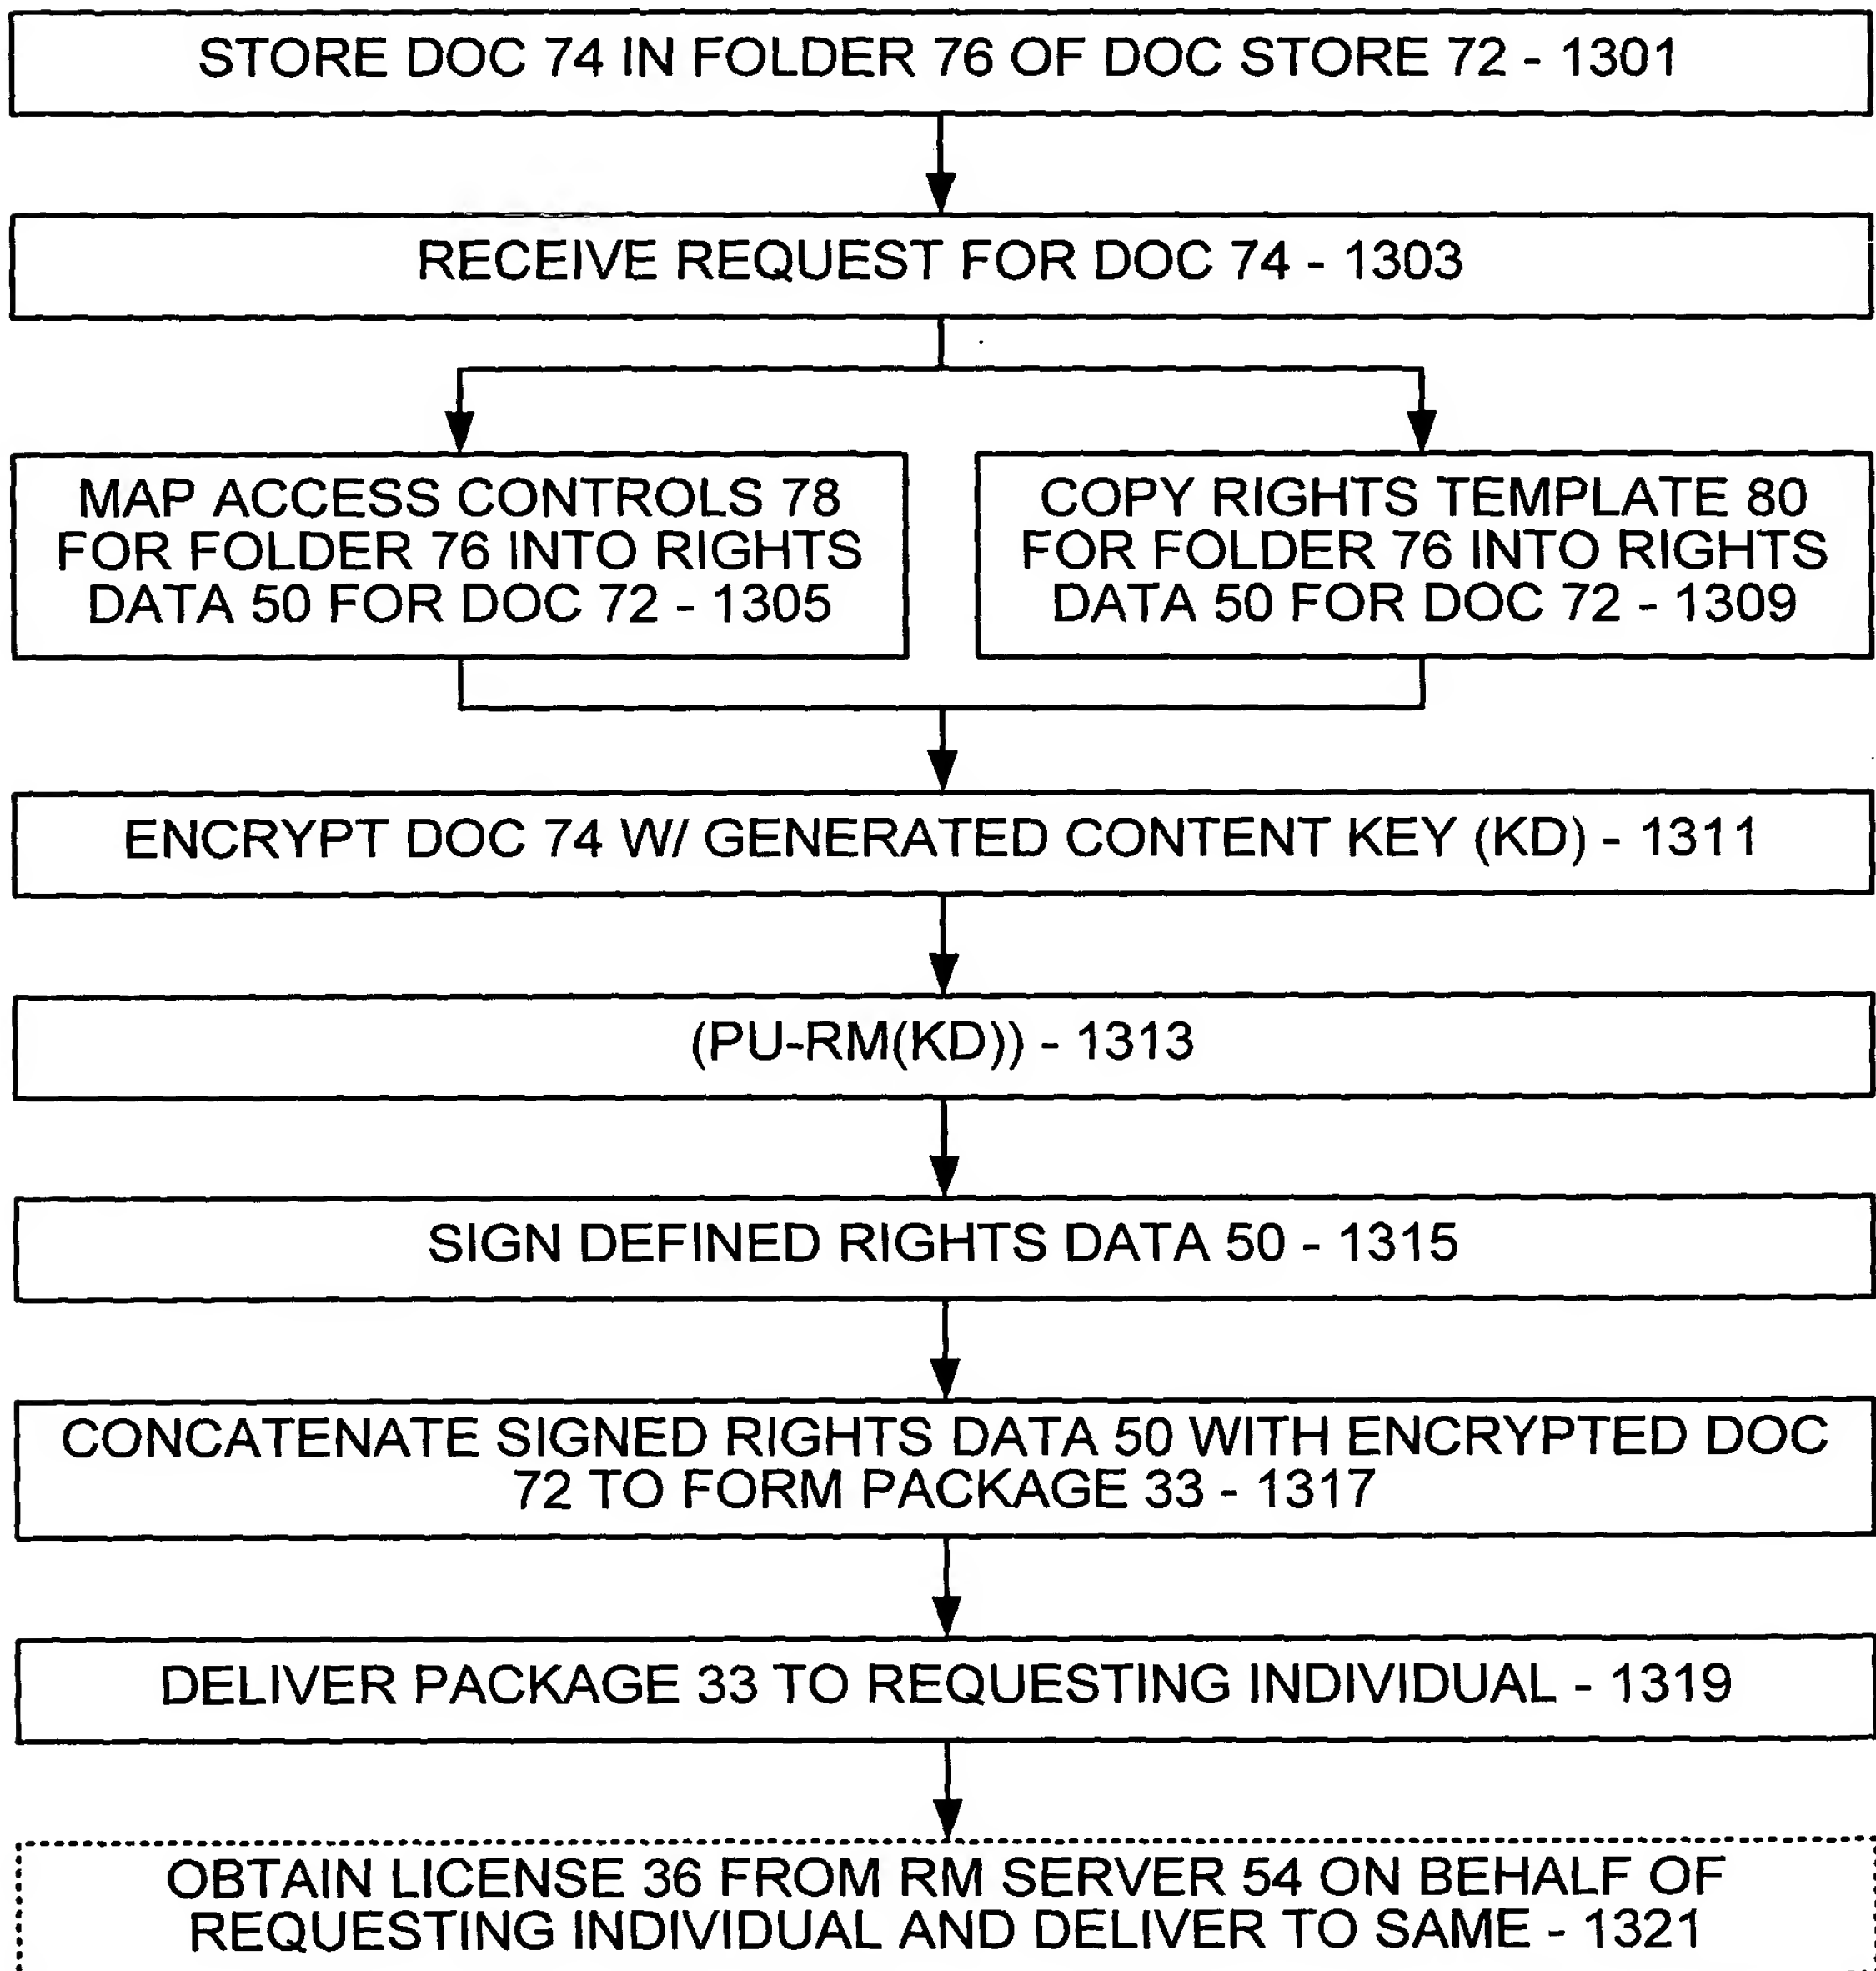 STORE DOC 74 IN FOLDER 76 OF DOC STORE 72 - 1301
RECEIVE REQUEST FOR DOC 74 - 1303
MAP ACCESS CONTROLS 78
FOR FOLDER 76 INTO RIGHTS
DATA 50 FOR DOC 72 - 1305
COPY RIGHTS TEMPLATE 80
FOR FOLDER 76 INTO RIGHTS
DATA 50 FOR DOC 72 - 1309
ENCRYPT DOC 74 W/ GENERATED CONTENT KEY (KD) - 1311
(PU-RM(KD)) - 1313
SIGN DEFINED RIGHTS DATA 50 - 1315
CONCATENATE SIGNED RIGHTS DATA 50 WITH ENCRYPTED DOC
72 TO FORM PACKAGE 33 - 1317
DELIVER PACKAGE 33 TO REQUESTING INDIVIDUAL - 1319
OBTAIN LICENSE 36 FROM RM SERVER 54 ON BEHALF OF
REQUESTING INDIVIDUAL AND DELIVER TO SAME - 1321